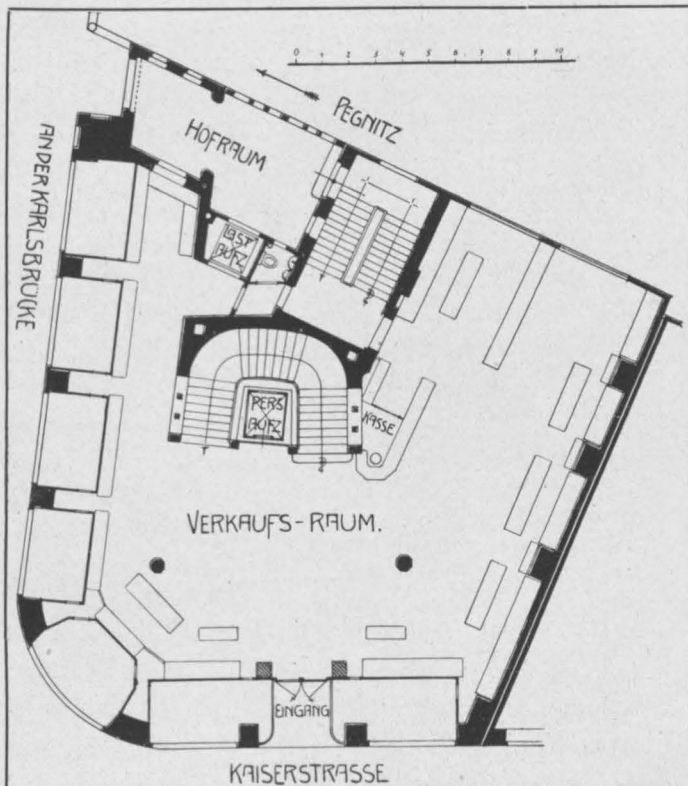 0 1 2 3 4 5 6 7 8 9 10
PEGNITZ
HOFRAUM
AN DER KARLSBRÜCKE
LAST
AUFZ
PERS
AUFZ
KASSE
VERKAUFS-RAUM.
EINGANG
KAISERSTRASSE